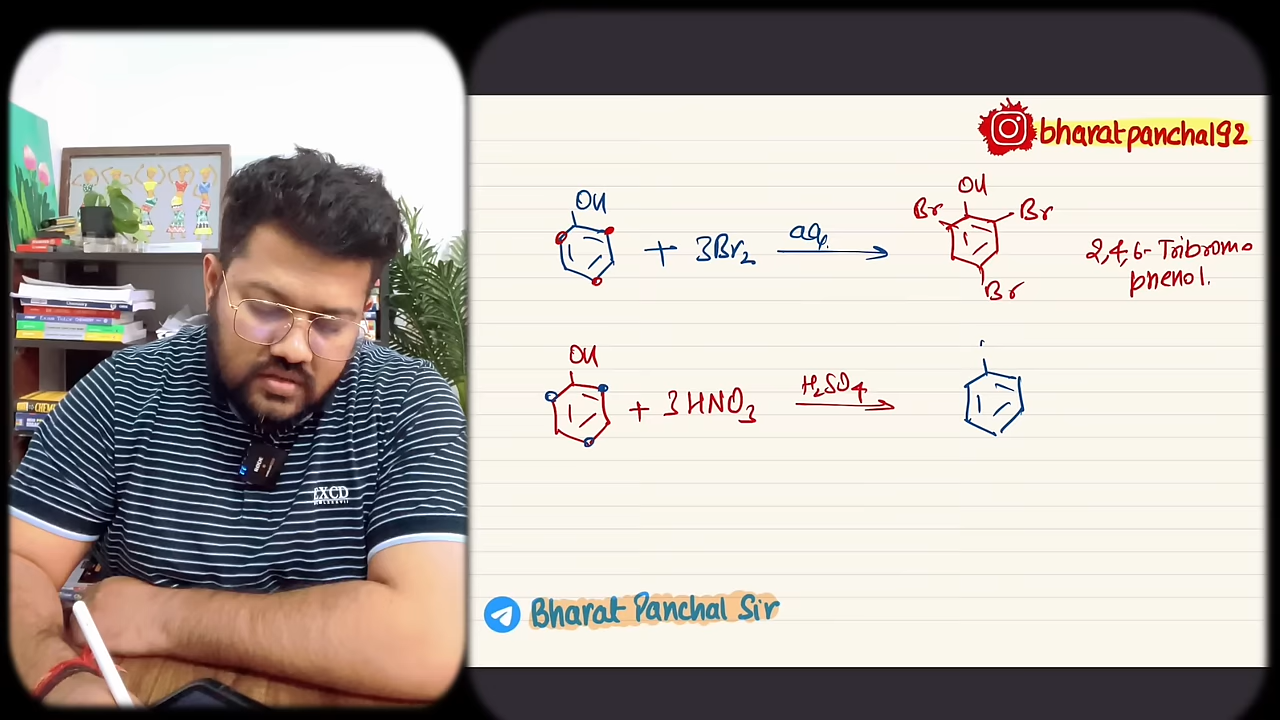 bharatpanchal92
OH
+ 3Br₂ aq.
OH
Br
Br
Br
2,4,6-Tribromo
phenol.
OH
+ 3HNO₃ H₂SO₄
Bharat Panchal Sir
EXCD